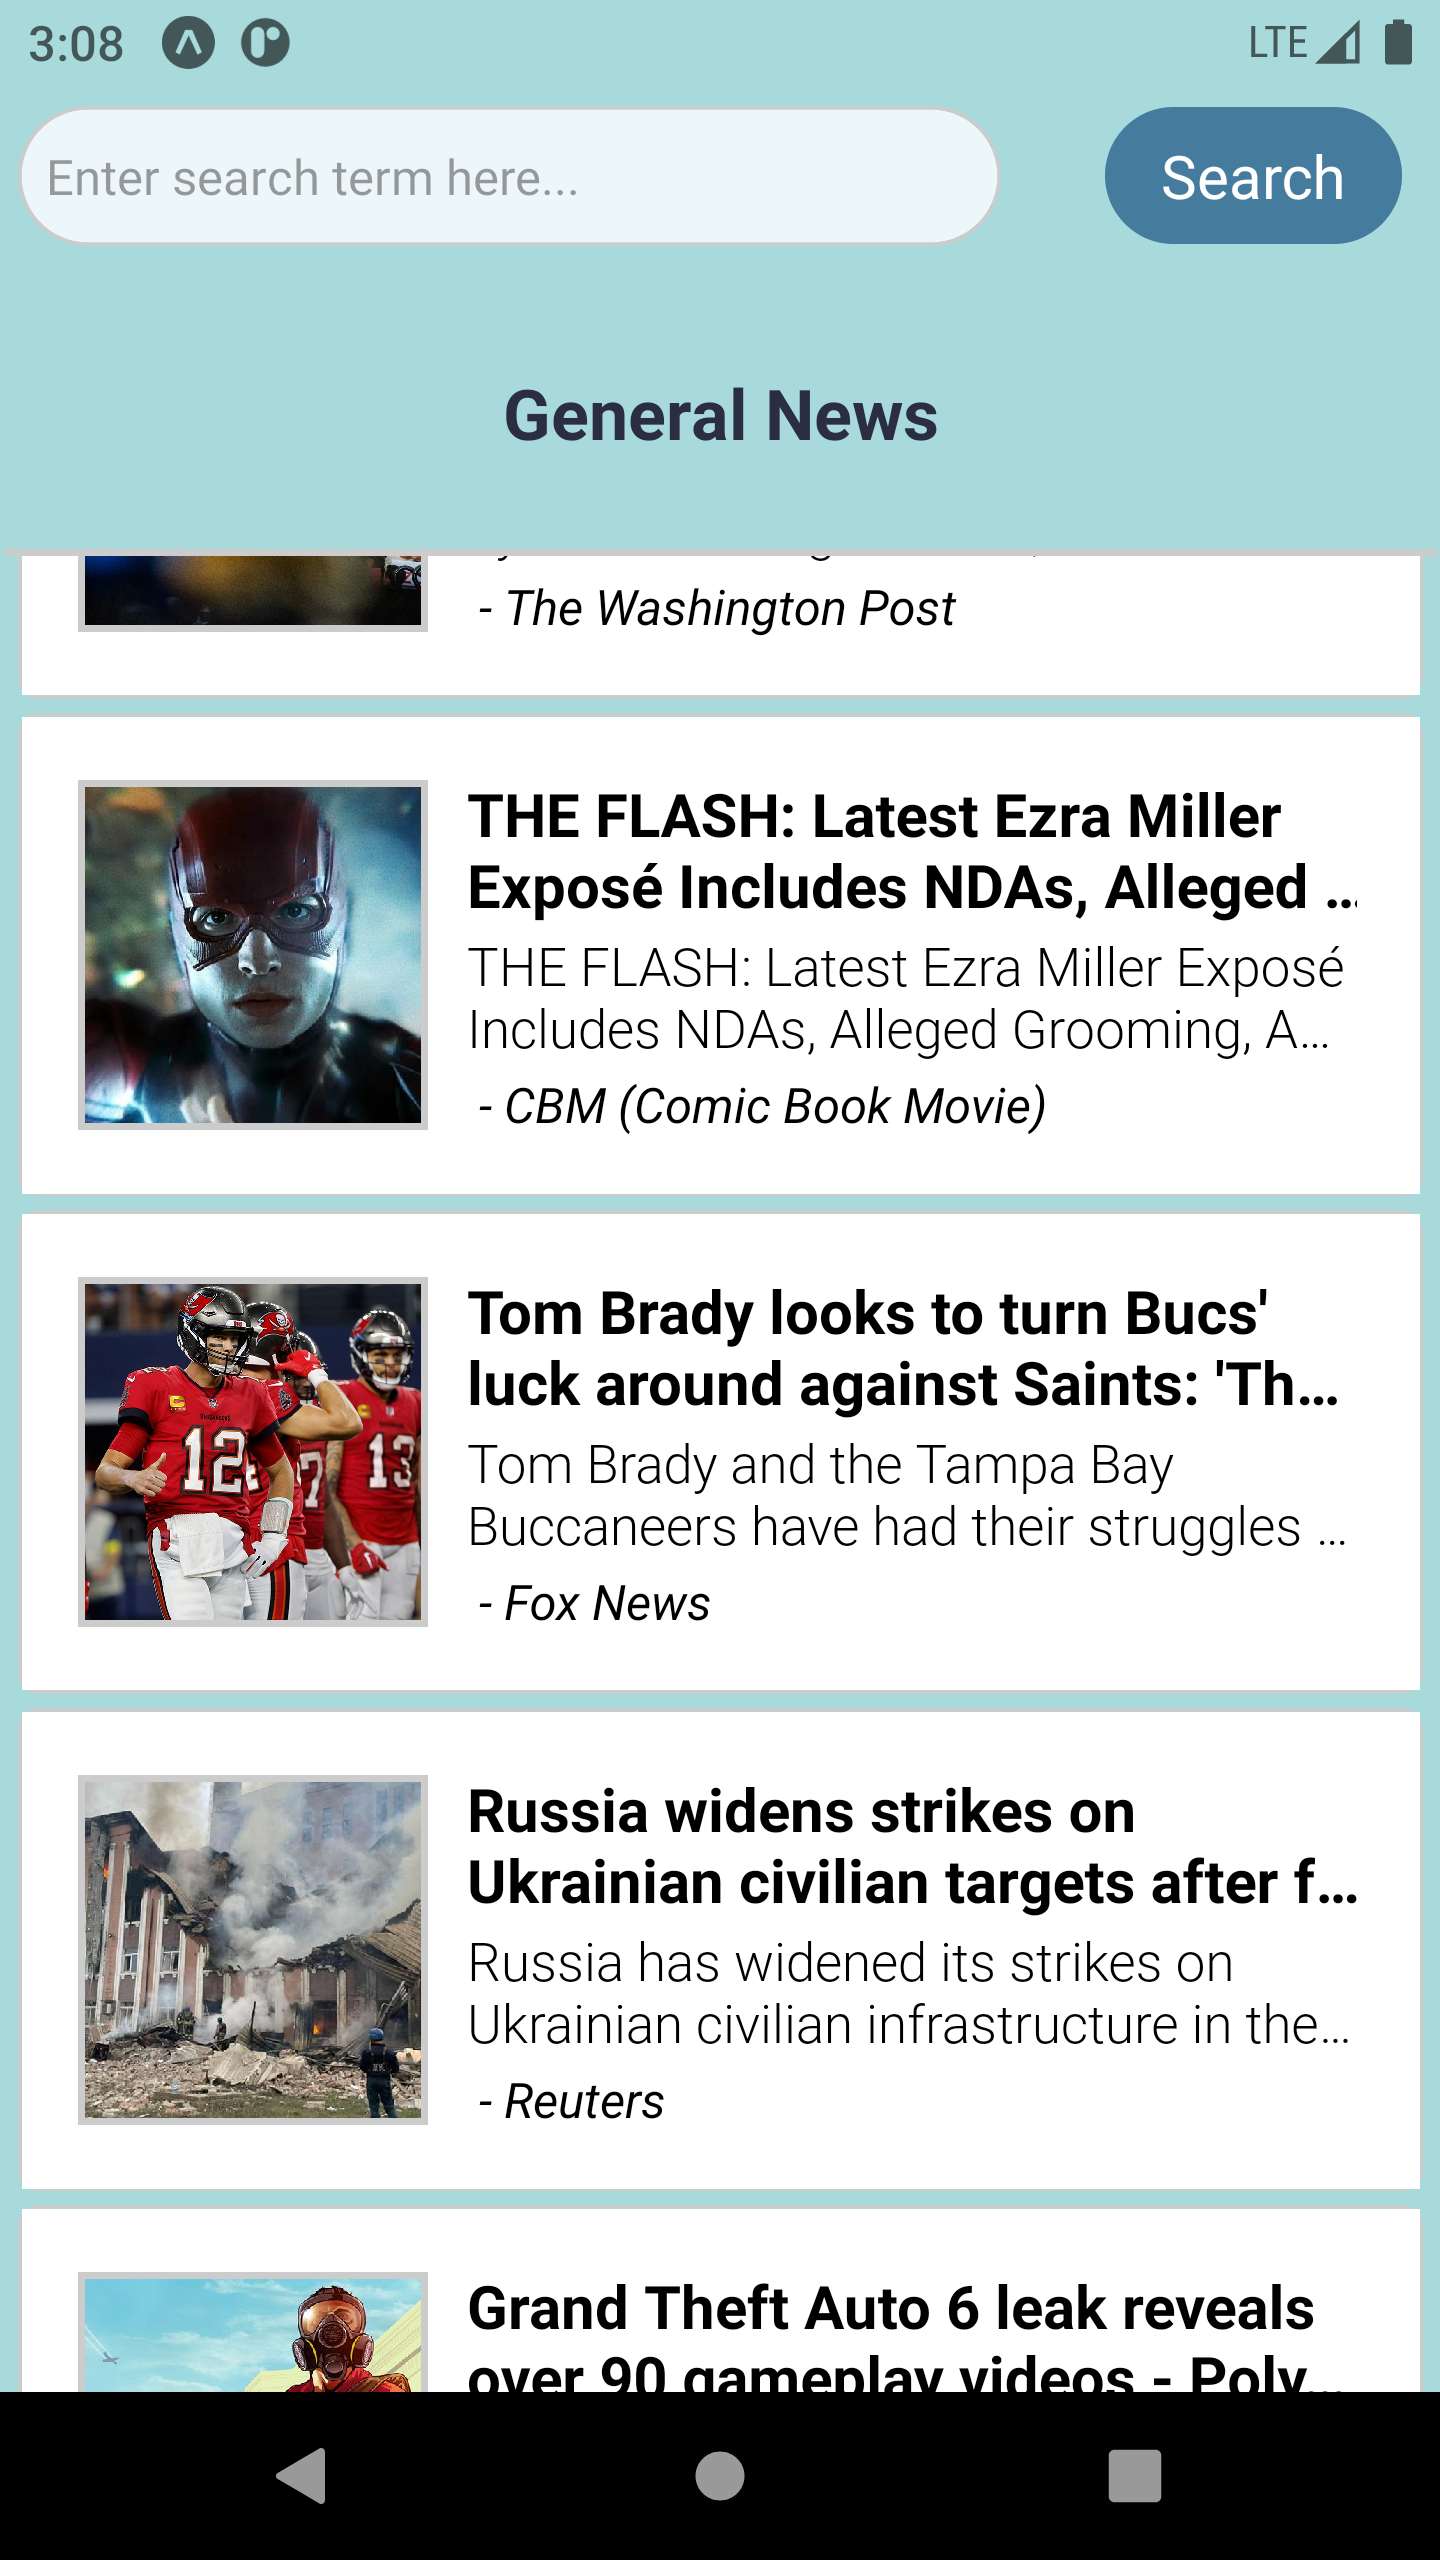 3:08
LTE
Enter search term here...
Search
General News
- The Washington Post
THE FLASH: Latest Ezra Miller
Exposé Includes NDAs, Alleged ...
THE FLASH: Latest Ezra Miller Exposé
Includes NDAs, Alleged Grooming, A...
- CBM (Comic Book Movie)
12
7
13
Tom Brady looks to turn Bucs'
luck around against Saints: 'Th...
Tom Brady and the Tampa Bay
Buccaneers have had their struggles ...
- Fox News
Russia widens strikes on
Ukrainian civilian targets after f...
Russia has widened its strikes on
Ukrainian civilian infrastructure in the...
- Reuters
Grand Theft Auto 6 leak reveals
over 90 gameplay videos - Poly...